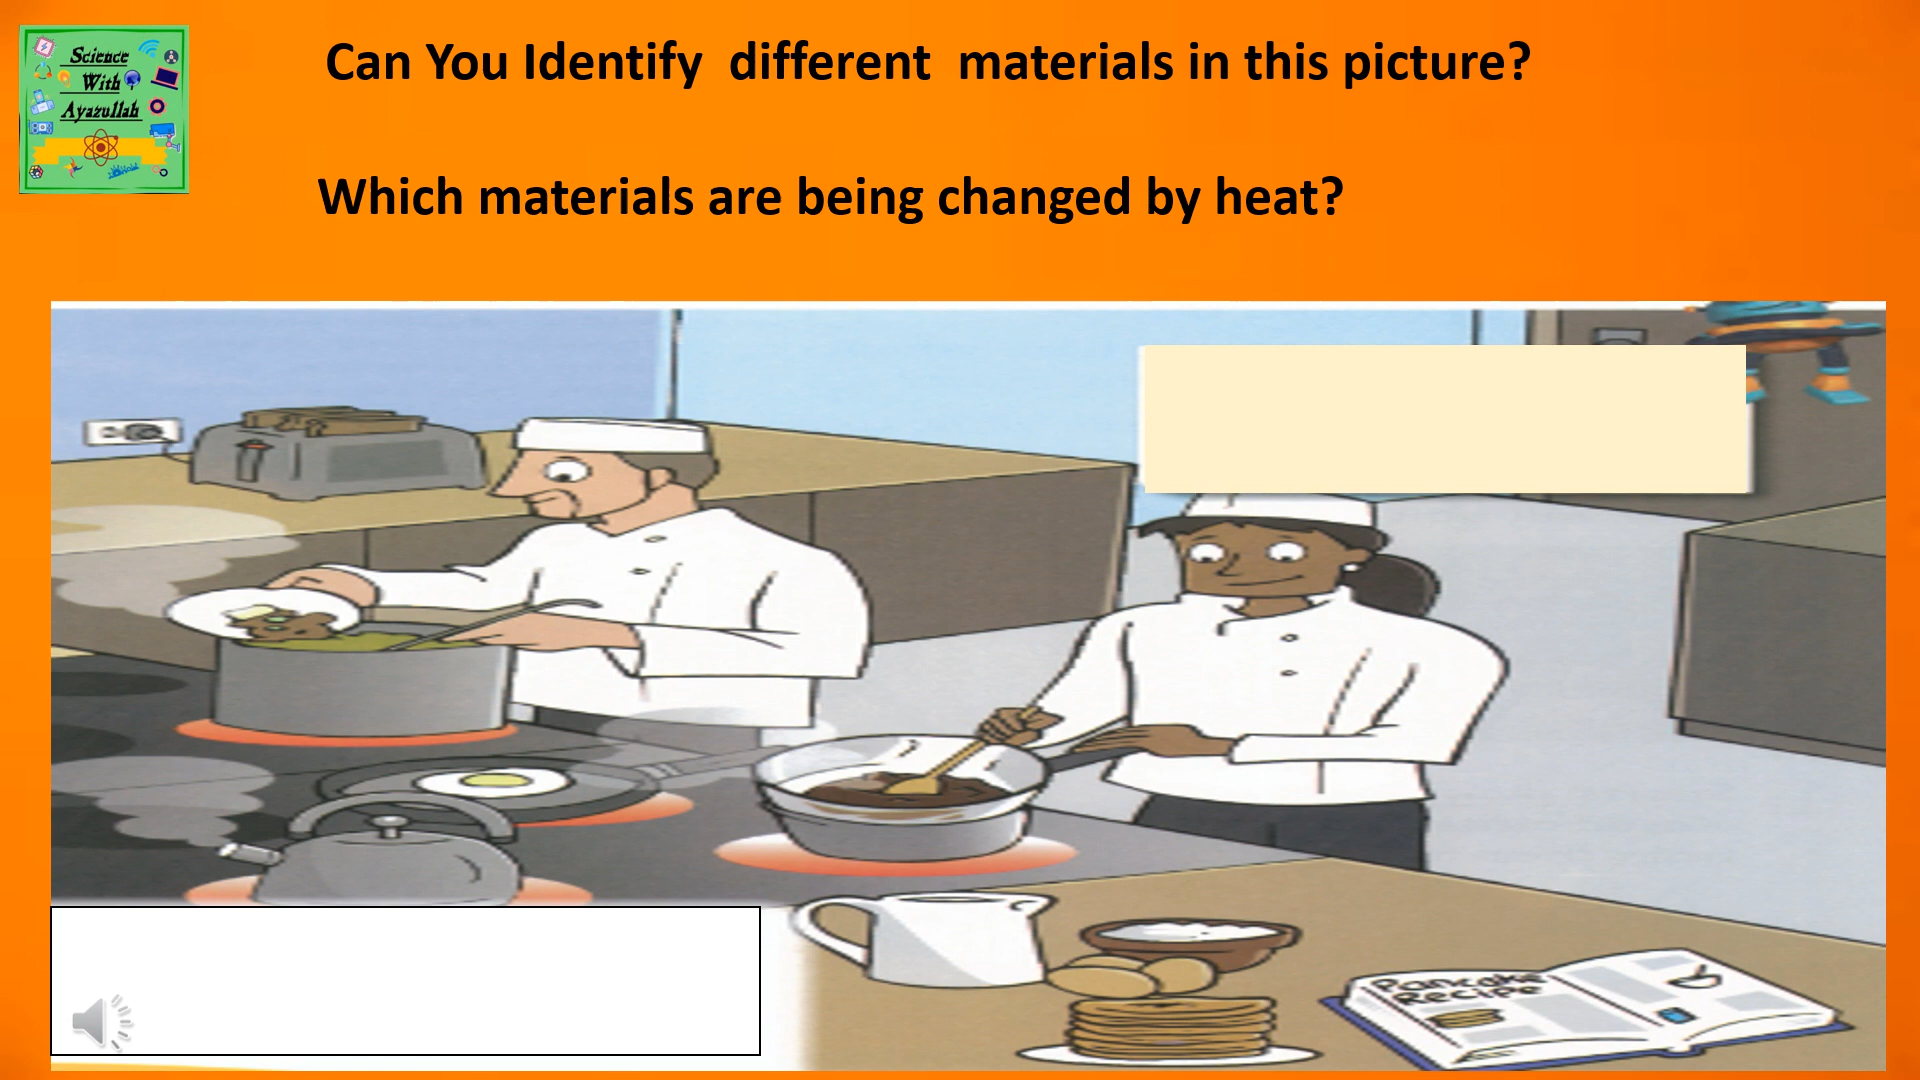 Science
With
Ayazullah
Can You Identify different materials in this picture?
Which materials are being changed by heat?
Pancake
Recipe